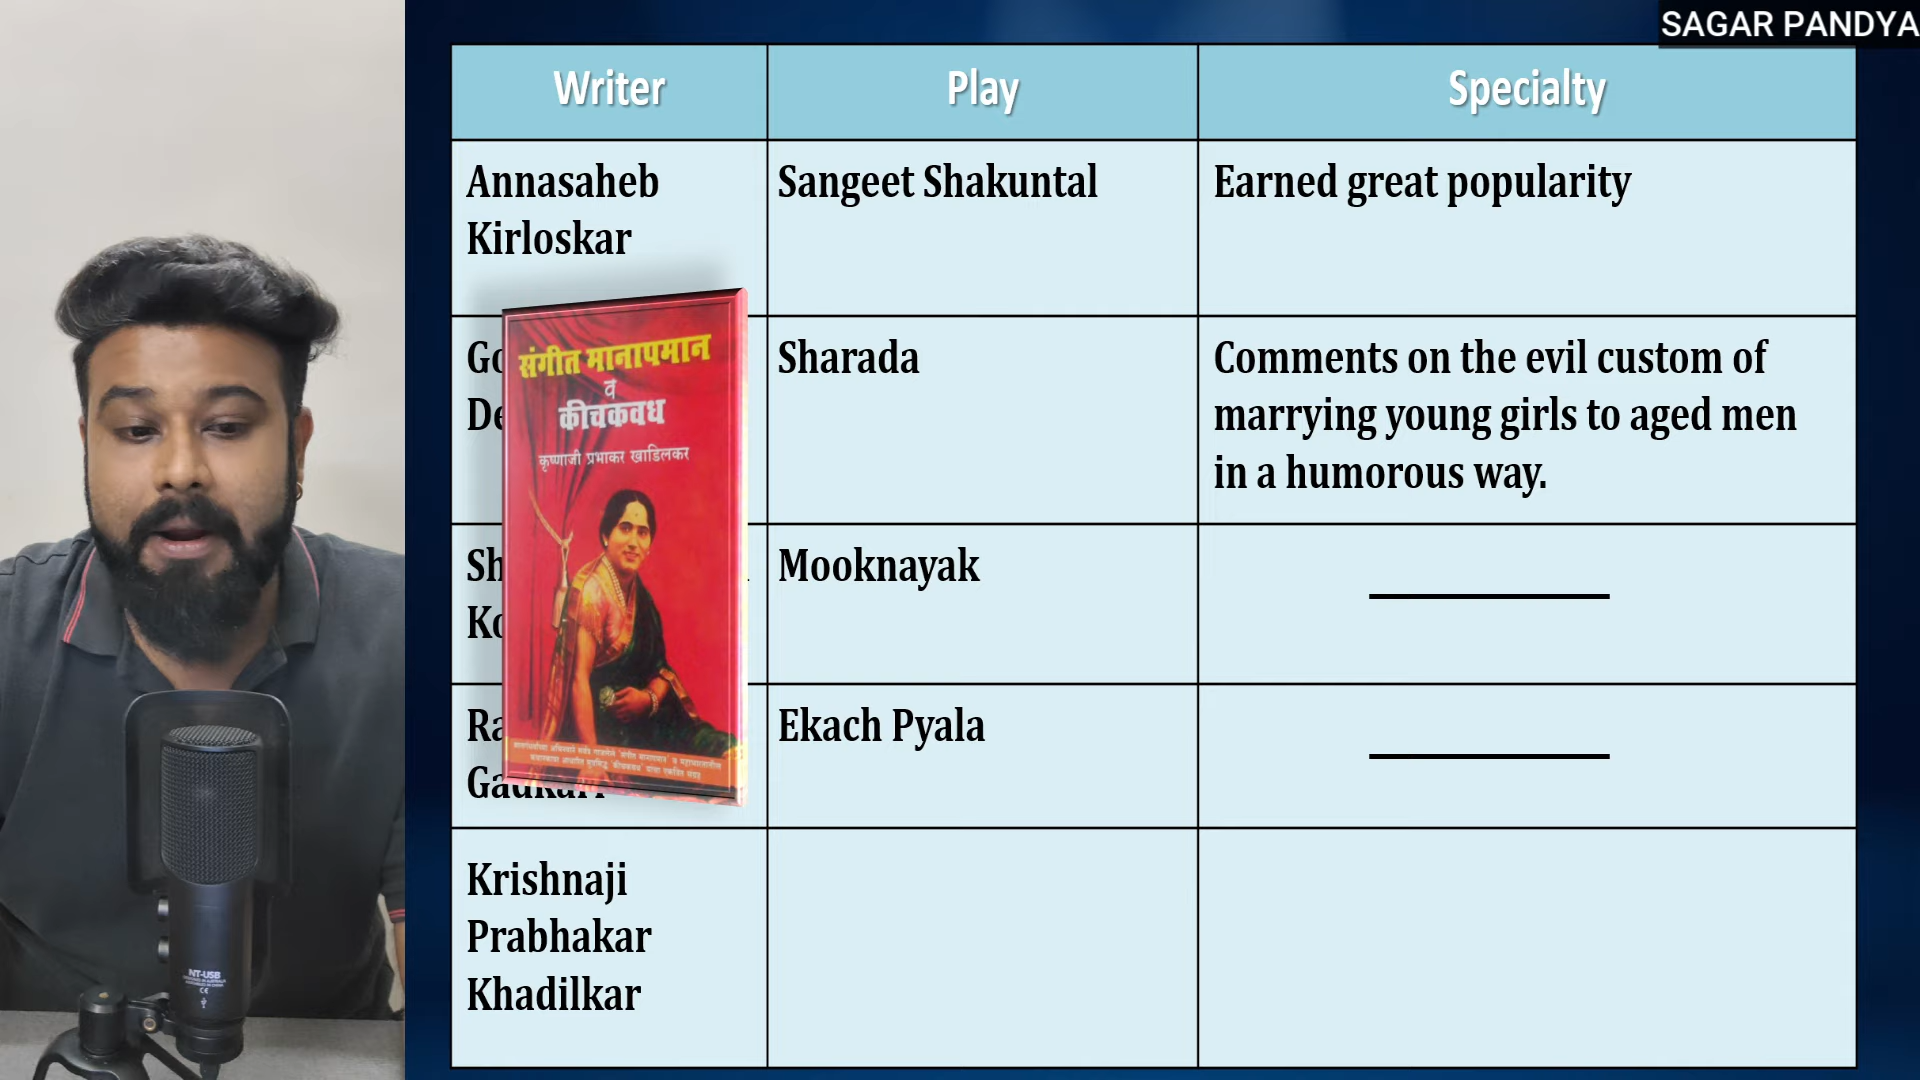 SAGAR PANDYA
Writer Play Specialty
Annasaheb
Kirloskar
Sangeet Shakuntal
Earned great popularity
Sharada
Comments on the evil custom of
marrying young girls to aged men
in a humorous way.
Mooknayak
Ekach Pyala
Krishnaji
Prabhakar
Khadilkar
संगीत मानापमान
व
कीचकवध
कृष्णाजी प्रभाकर खाडिलकर
NT-USB